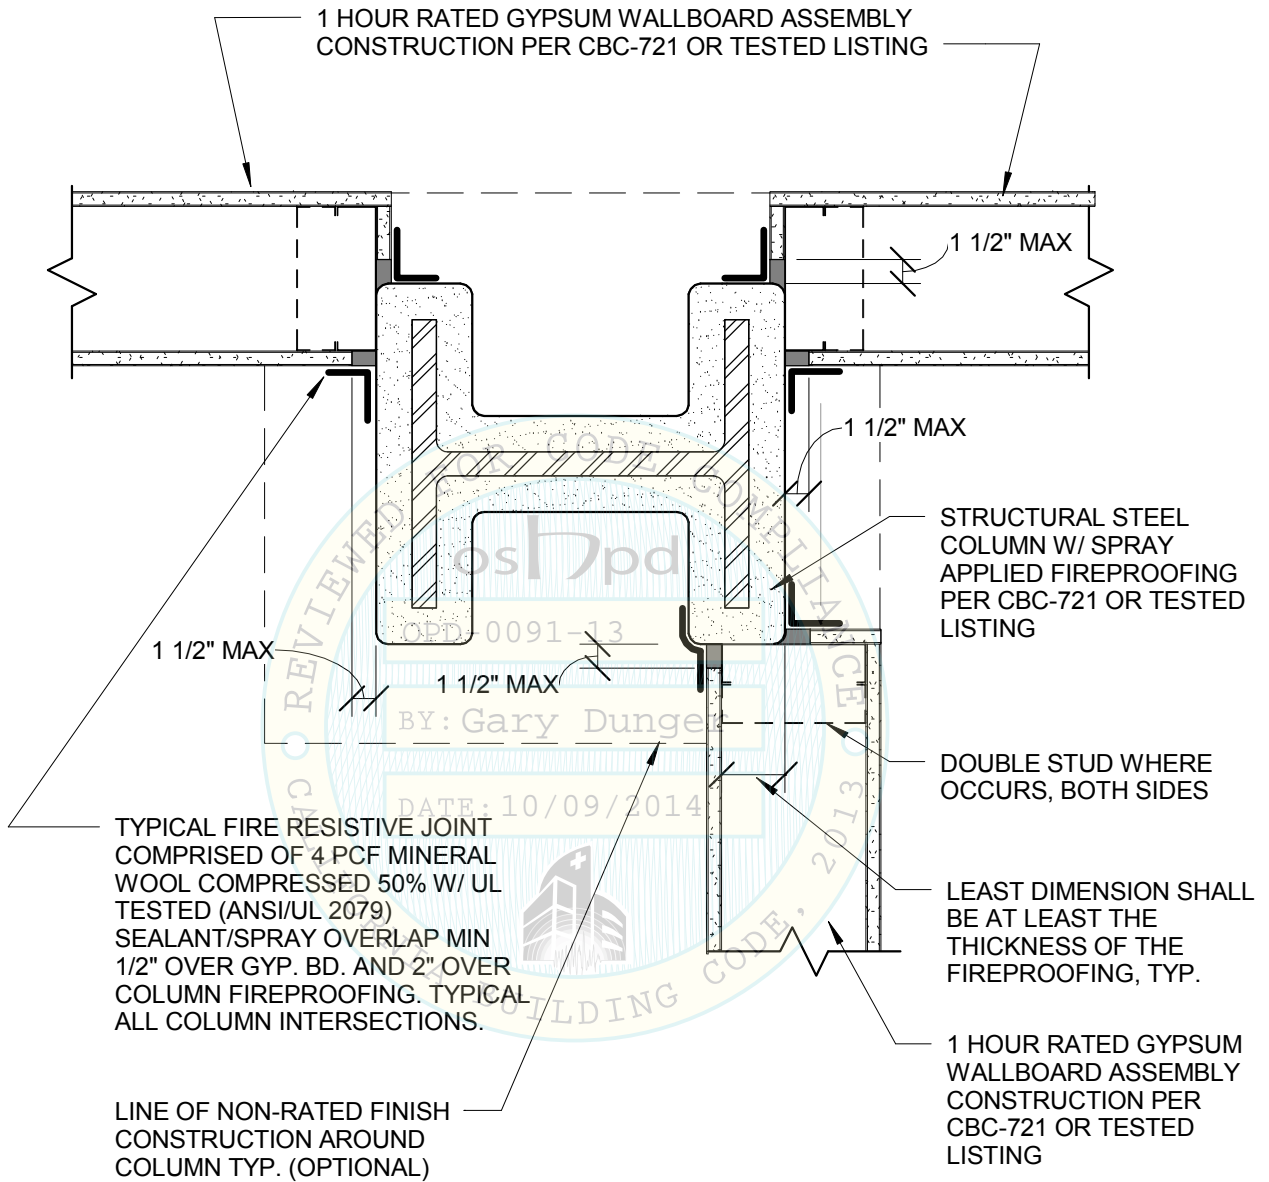 1 HOUR RATED GYPSUM WALLBOARD ASSEMBLY
CONSTRUCTION PER CBC-721 OR TESTED LISTING
1 1/2" MAX
1 1/2" MAX
STRUCTURAL STEEL
COLUMN W/ SPRAY
APPLIED FIREPROOFING
PER CBC-721 OR TESTED
LISTING
1 1/2" MAX
1 1/2" MAX
REVIEWED FOR CODE COMPLIANCE
oshpd
OPD-0091-13
BY: Gary Dunger
DATE: 10/09/2014
CALIFORNIA BUILDING CODE, 2013
DOUBLE STUD WHERE
OCCURS, BOTH SIDES
TYPICAL FIRE RESISTIVE JOINT
COMPRISED OF 4 PCF MINERAL
WOOL COMPRESSED 50% W/ UL
TESTED (ANSI/UL 2079)
SEALANT/SPRAY OVERLAP MIN
1/2" OVER GYP. BD. AND 2" OVER
COLUMN FIREPROOFING. TYPICAL
ALL COLUMN INTERSECTIONS.
LEAST DIMENSION SHALL
BE AT LEAST THE
THICKNESS OF THE
FIREPROOFING, TYP.
1 HOUR RATED GYPSUM
WALLBOARD ASSEMBLY
CONSTRUCTION PER
CBC-721 OR TESTED
LISTING
LINE OF NON-RATED FINISH
CONSTRUCTION AROUND
COLUMN TYP. (OPTIONAL)